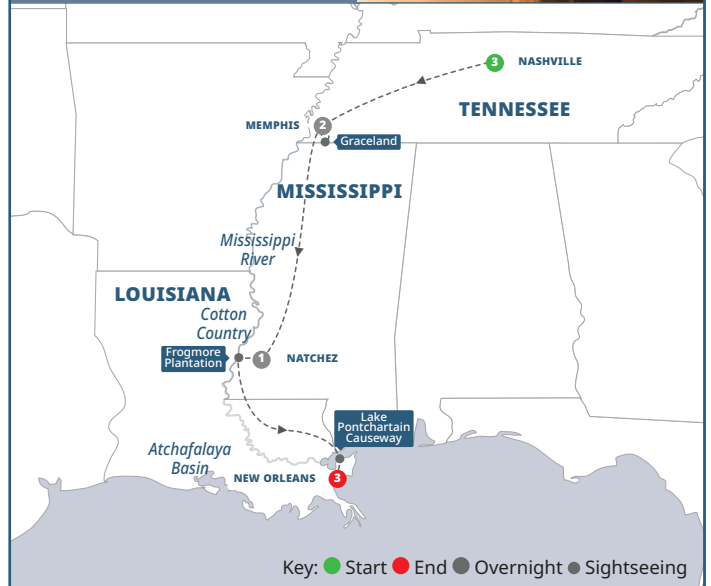 3 NASHVILLE
TENNESSEE
MEMPHIS 2
Graceland
MISSISSIPPI
Mississippi
River
LOUISIANA
Cotton
Country
Frogmore
Plantation
1 NATCHEZ
Lake
Pontchartain
Causeway
Atchafalaya
Basin
NEW ORLEANS 3
Key: Start End Overnight Sightseeing